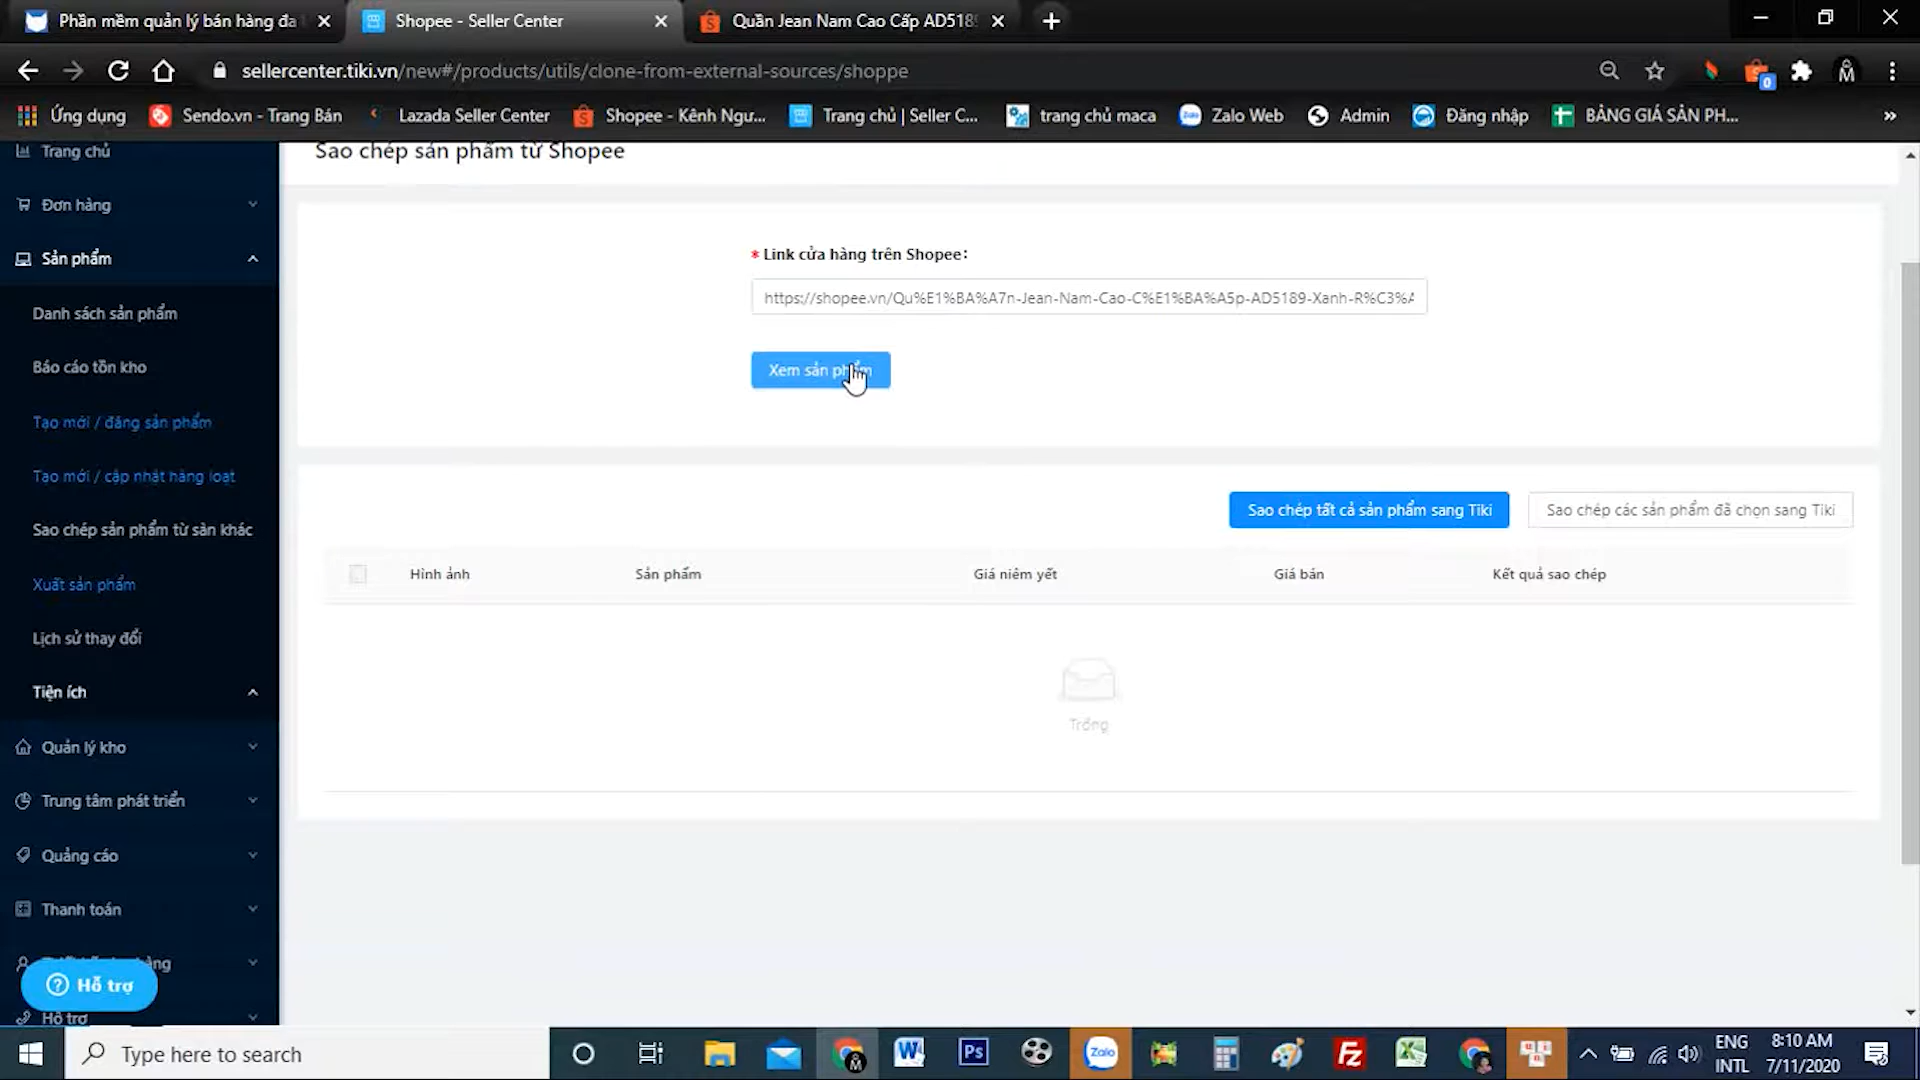 Phần mềm quản lý bán hàng đa
Shopee - Seller Center
Quần Jean Nam Cao Cấp AD518
sellercenter.tiki.vn/new#/products/utils/clone-from-external-sources/shoppe
0
Ứng dụng
Sendo.vn - Trang Bán
Lazada Seller Center
Shopee - Kênh Ngư...
Trang chủ | Seller C...
trang chủ maca
Zalo Web
Admin
Đăng nhập
BẢNG GIÁ SẢN PH...
»
Trang chủ
Đơn hàng
Sản phẩm
Danh sách sản phẩm
Báo cáo tồn kho
Tạo mới / đăng sản phẩm
Tạo mới / cập nhật hàng loạt
Sao chép sản phẩm từ sàn khác
Xuất sản phẩm
Lịch sử thay đổi
Tiện ích
Quản lý kho
Trung tâm phát triển
Quảng cáo
Thanh toán
Hỗ trợ
Hỗ trợ
Sao chép sản phẩm từ Shopee
* Link cửa hàng trên Shopee:
https://shopee.vn/Qu%E1%BA%A7n-Jean-Nam-Cao-C%E1%BA%A5p-AD5189-Xanh-R%C3%A
Xem sản phẩm
Sao chép tất cả sản phẩm sang Tiki
Sao chép các sản phẩm đã chọn sang Tiki
Hình ảnh
Sản phẩm
Giá niêm yết
Giá bán
Kết quả sao chép
Trống
Type here to search
Zalo
ENG
INTL
8:10 AM
7/11/2020